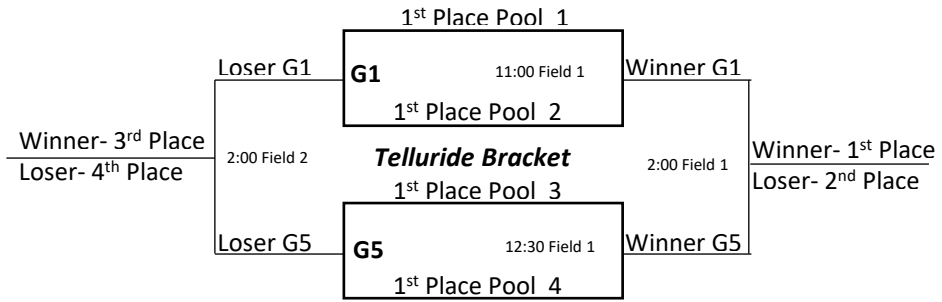 1st Place Pool 1
Loser G1
G1
11:00 Field 1
Winner G1
1st Place Pool 2
Winner- 3rd Place
Loser- 4th Place
2:00 Field 2
Telluride Bracket
2:00 Field 1
Winner- 1st Place
Loser- 2nd Place
1st Place Pool 3
Loser G5
G5
12:30 Field 1
Winner G5
1st Place Pool 4